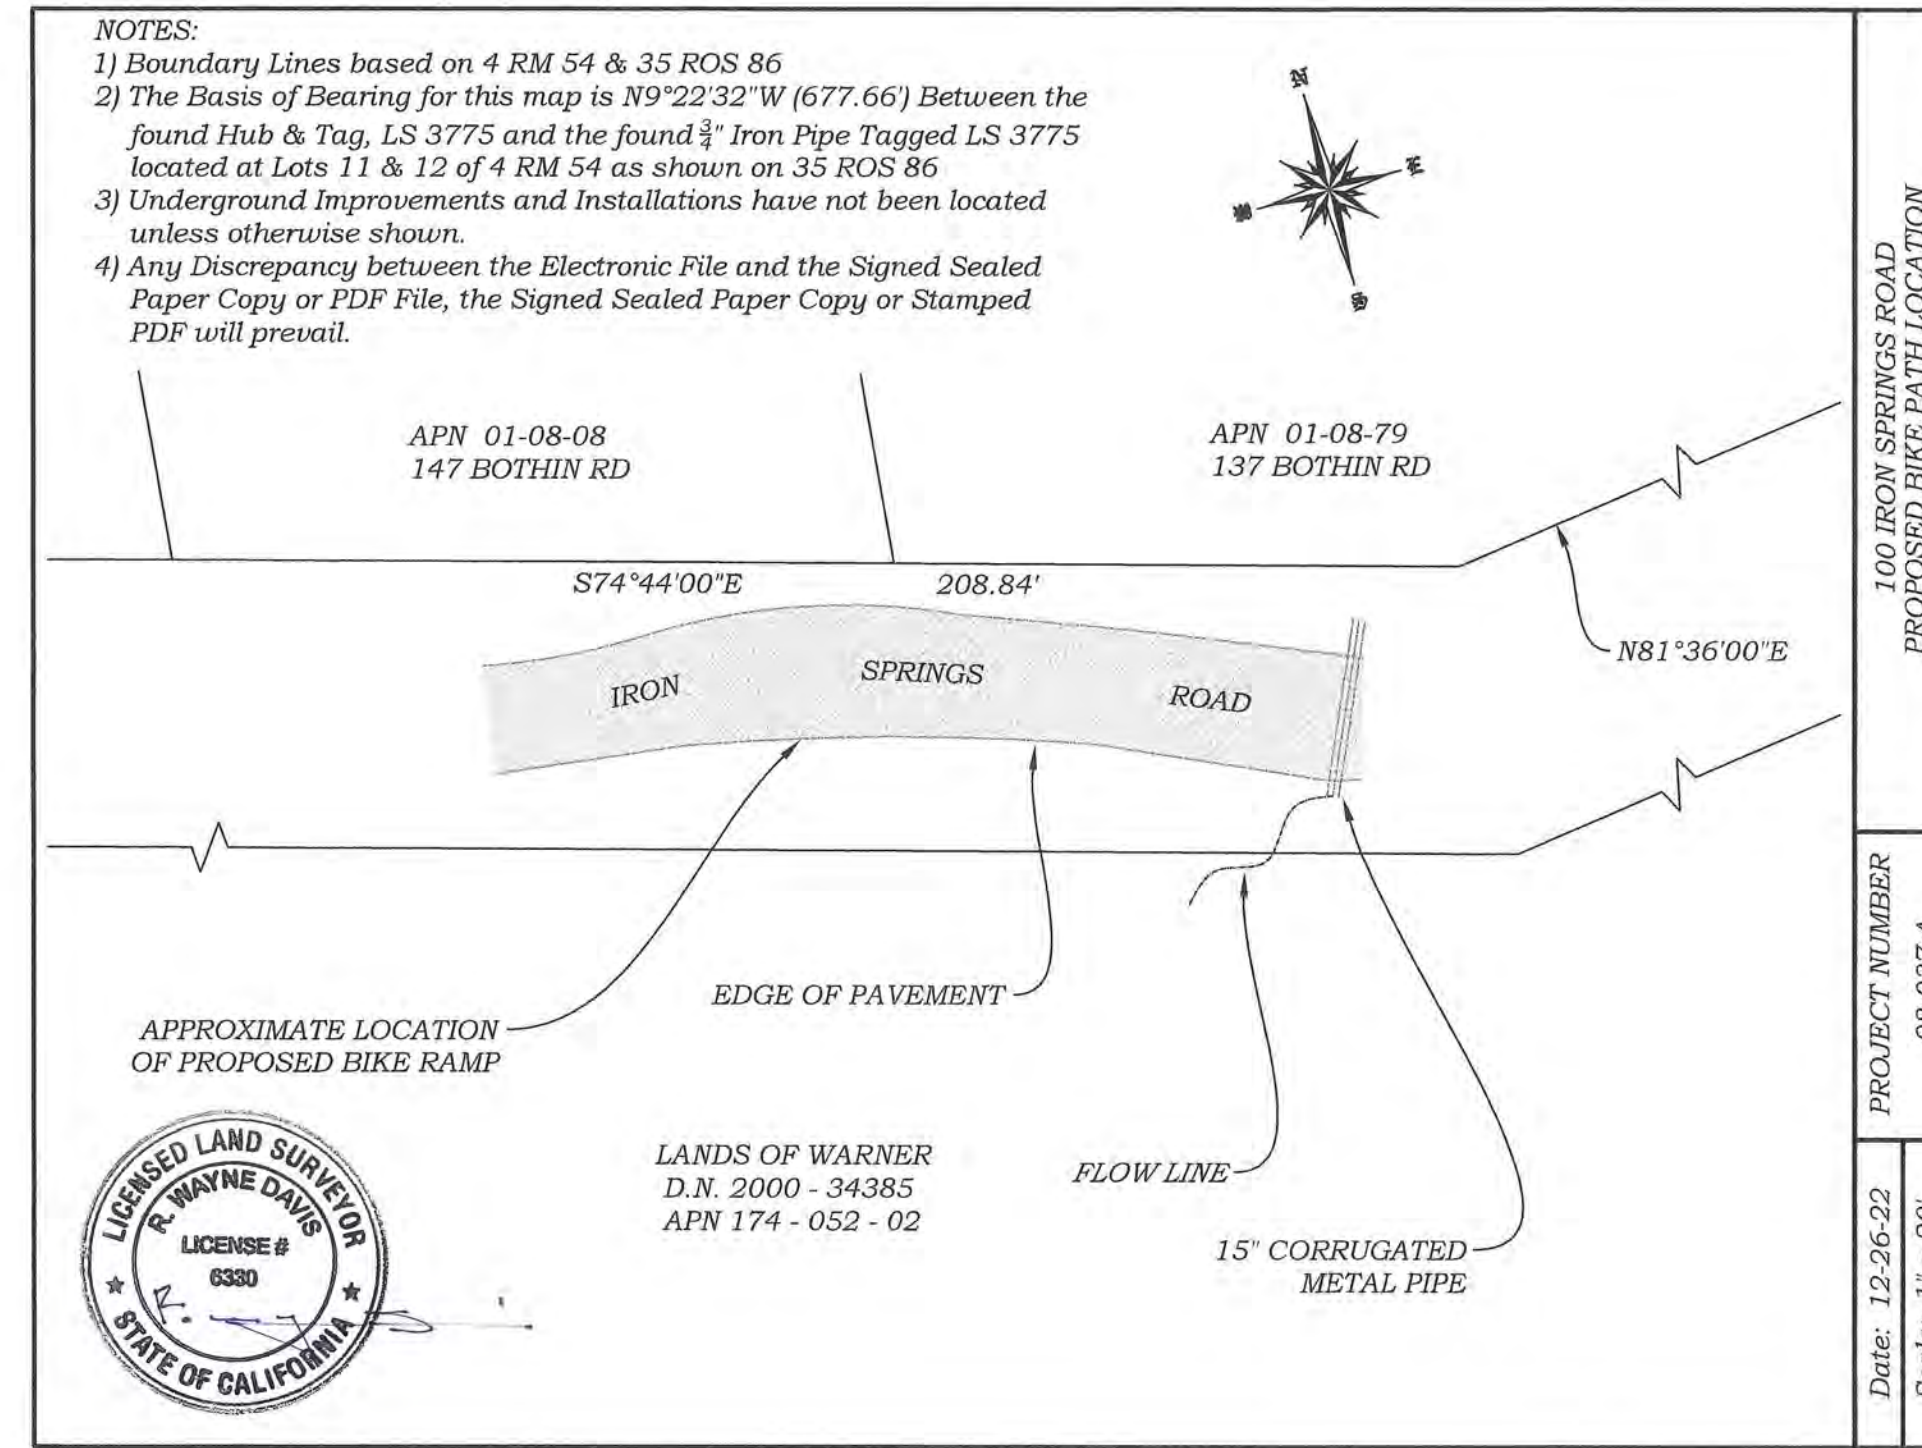 NOTES:
1) Boundary Lines based on 4 RM 54 & 35 ROS 86
2) The Basis of Bearing for this map is N9°22'32"W (677.66') Between the
found Hub & Tag, LS 3775 and the found 3/4" Iron Pipe Tagged LS 3775
located at Lots 11 & 12 of 4 RM 54 as shown on 35 ROS 86
3) Underground Improvements and Installations have not been located
unless otherwise shown.
4) Any Discrepancy between the Electronic File and the Signed Sealed
Paper Copy or PDF File, the Signed Sealed Paper Copy or Stamped
PDF will prevail.
N
E
W
S
APN 01-08-08
147 BOTHIN RD
APN 01-08-79
137 BOTHIN RD
S74°44'00"E 208.84'
N81°36'00"E
IRON SPRINGS ROAD
EDGE OF PAVEMENT
APPROXIMATE LOCATION
OF PROPOSED BIKE RAMP
LANDS OF WARNER
D.N. 2000 - 34385
APN 174 - 052 - 02
FLOW LINE
15" CORRUGATED
METAL PIPE
LICENSED LAND SURVEYOR
R. WAYNE DAVIS
LICENSE #
6330
STATE OF CALIFORNIA
100 IRON SPRINGS ROAD
PROPOSED BIKE PATH LOCATION
PROJECT NUMBER
Date: 12-26-22